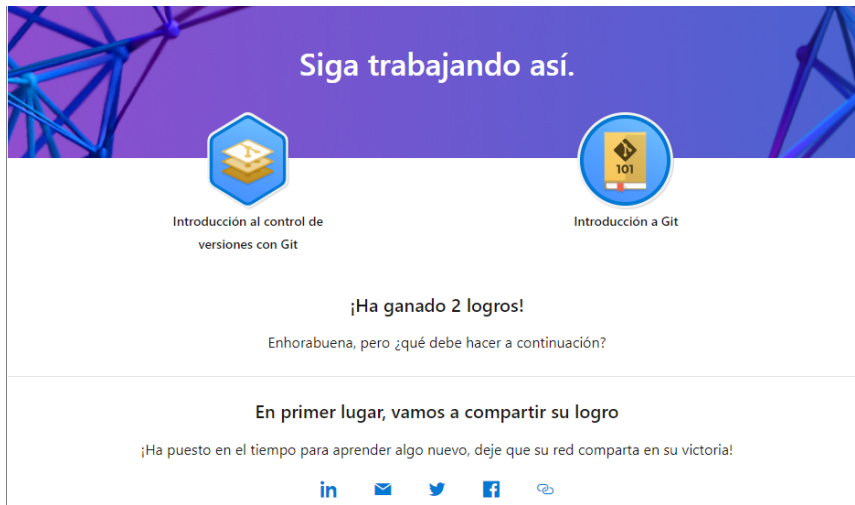 Siga trabajando así.
101
Introducción al control de
versiones con Git
Introducción a Git
¡Ha ganado 2 logros!
Enhorabuena, pero ¿qué debe hacer a continuación?
En primer lugar, vamos a compartir su logro
¡Ha puesto en el tiempo para aprender algo nuevo, deje que su red comparta en su victoria!
in
f